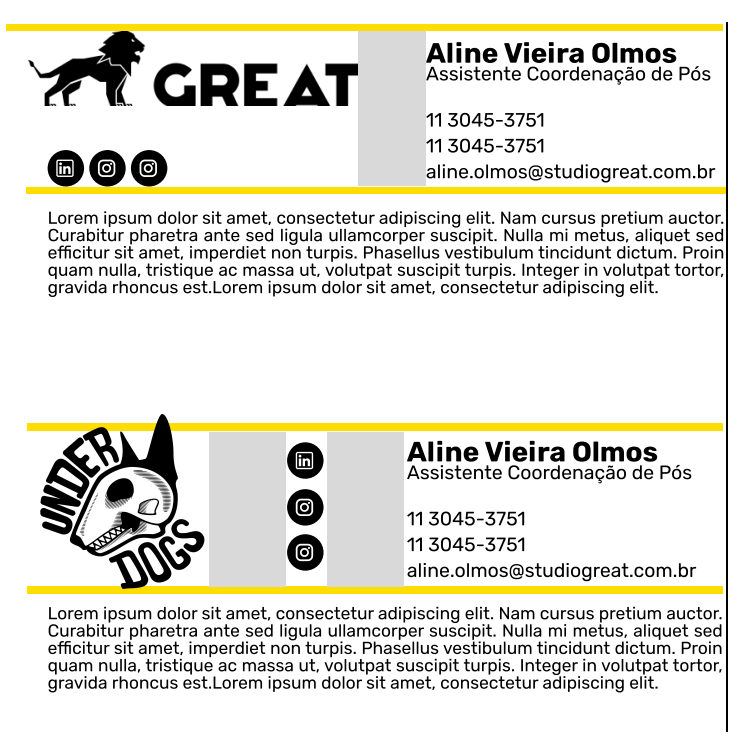 GREAT
Aline Vieira Olmos
Assistente Coordenação de Pós
11 3045-3751
11 3045-3751
aline.olmos@studiogreat.com.br
in
Lorem ipsum dolor sit amet, consectetur adipiscing elit. Nam cursus pretium auctor.
Curabitur pharetra ante sed ligula ullamcorper suscipit. Nulla mi metus, aliquet sed
efficitur sit amet, imperdiet non turpis. Phasellus vestibulum tincidunt dictum. Proin
quam nulla, tristique ac massa ut, volutpat suscipit turpis. Integer in volutpat tortor,
gravida rhoncus est.Lorem ipsum dolor sit amet, consectetur adipiscing elit.
UNDER
DOGS
in
Aline Vieira Olmos
Assistente Coordenação de Pós
11 3045-3751
11 3045-3751
aline.olmos@studiogreat.com.br
Lorem ipsum dolor sit amet, consectetur adipiscing elit. Nam cursus pretium auctor.
Curabitur pharetra ante sed ligula ullamcorper suscipit. Nulla mi metus, aliquet sed
efficitur sit amet, imperdiet non turpis. Phasellus vestibulum tincidunt dictum. Proin
quam nulla, tristique ac massa ut, volutpat suscipit turpis. Integer in volutpat tortor,
gravida rhoncus est.Lorem ipsum dolor sit amet, consectetur adipiscing elit.